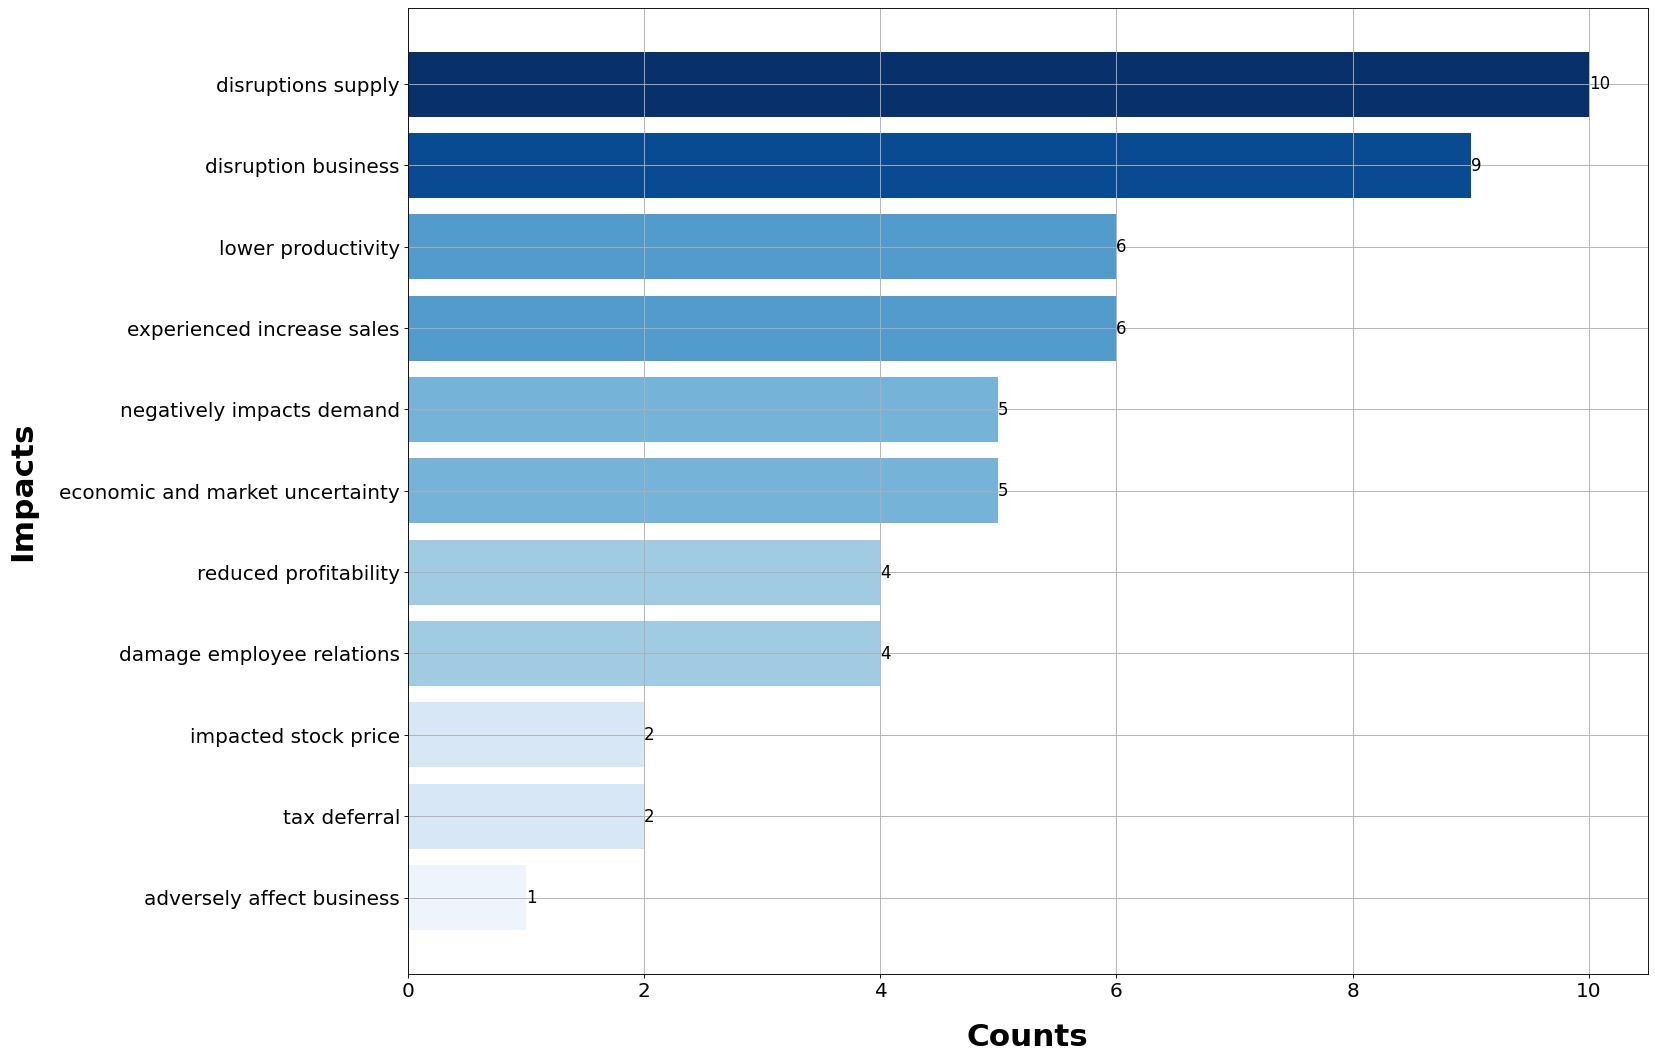 disruptions supply 10
disruption business 9
lower productivity 6
experienced increase sales 6
negatively impacts demand 5
economic and market uncertainty 5
reduced profitability 4
damage employee relations 4
impacted stock price 2
tax deferral 2
adversely affect business 1
Impacts
0 2 4 6 8 10
Counts